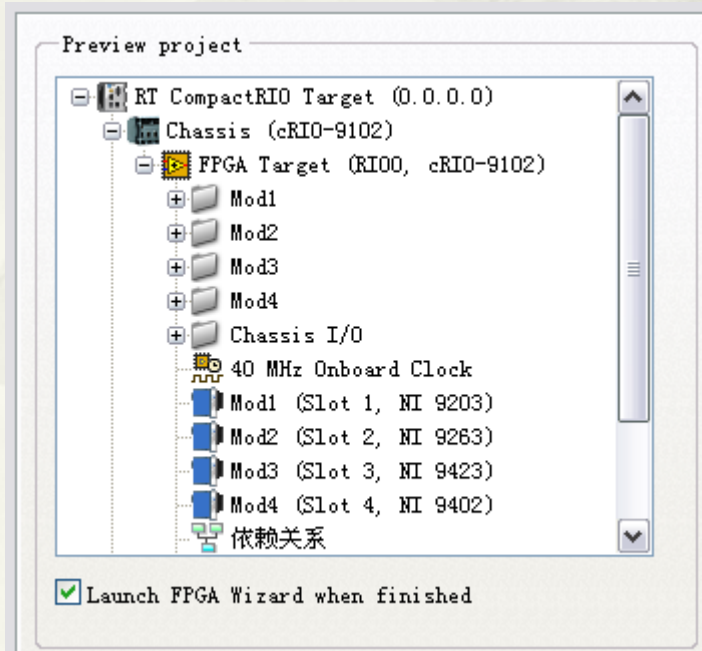 Preview project
RT CompactRIO Target (0.0.0.0)
Chassis (cRIO-9102)
FPGA Target (RIO0, cRIO-9102)
Mod1
Mod2
Mod3
Mod4
Chassis I/O
40 MHz Onboard Clock
Mod1 (Slot 1, NI 9203)
Mod2 (Slot 2, NI 9263)
Mod3 (Slot 3, NI 9423)
Mod4 (Slot 4, NI 9402)
依赖关系
Launch FPGA Wizard when finished